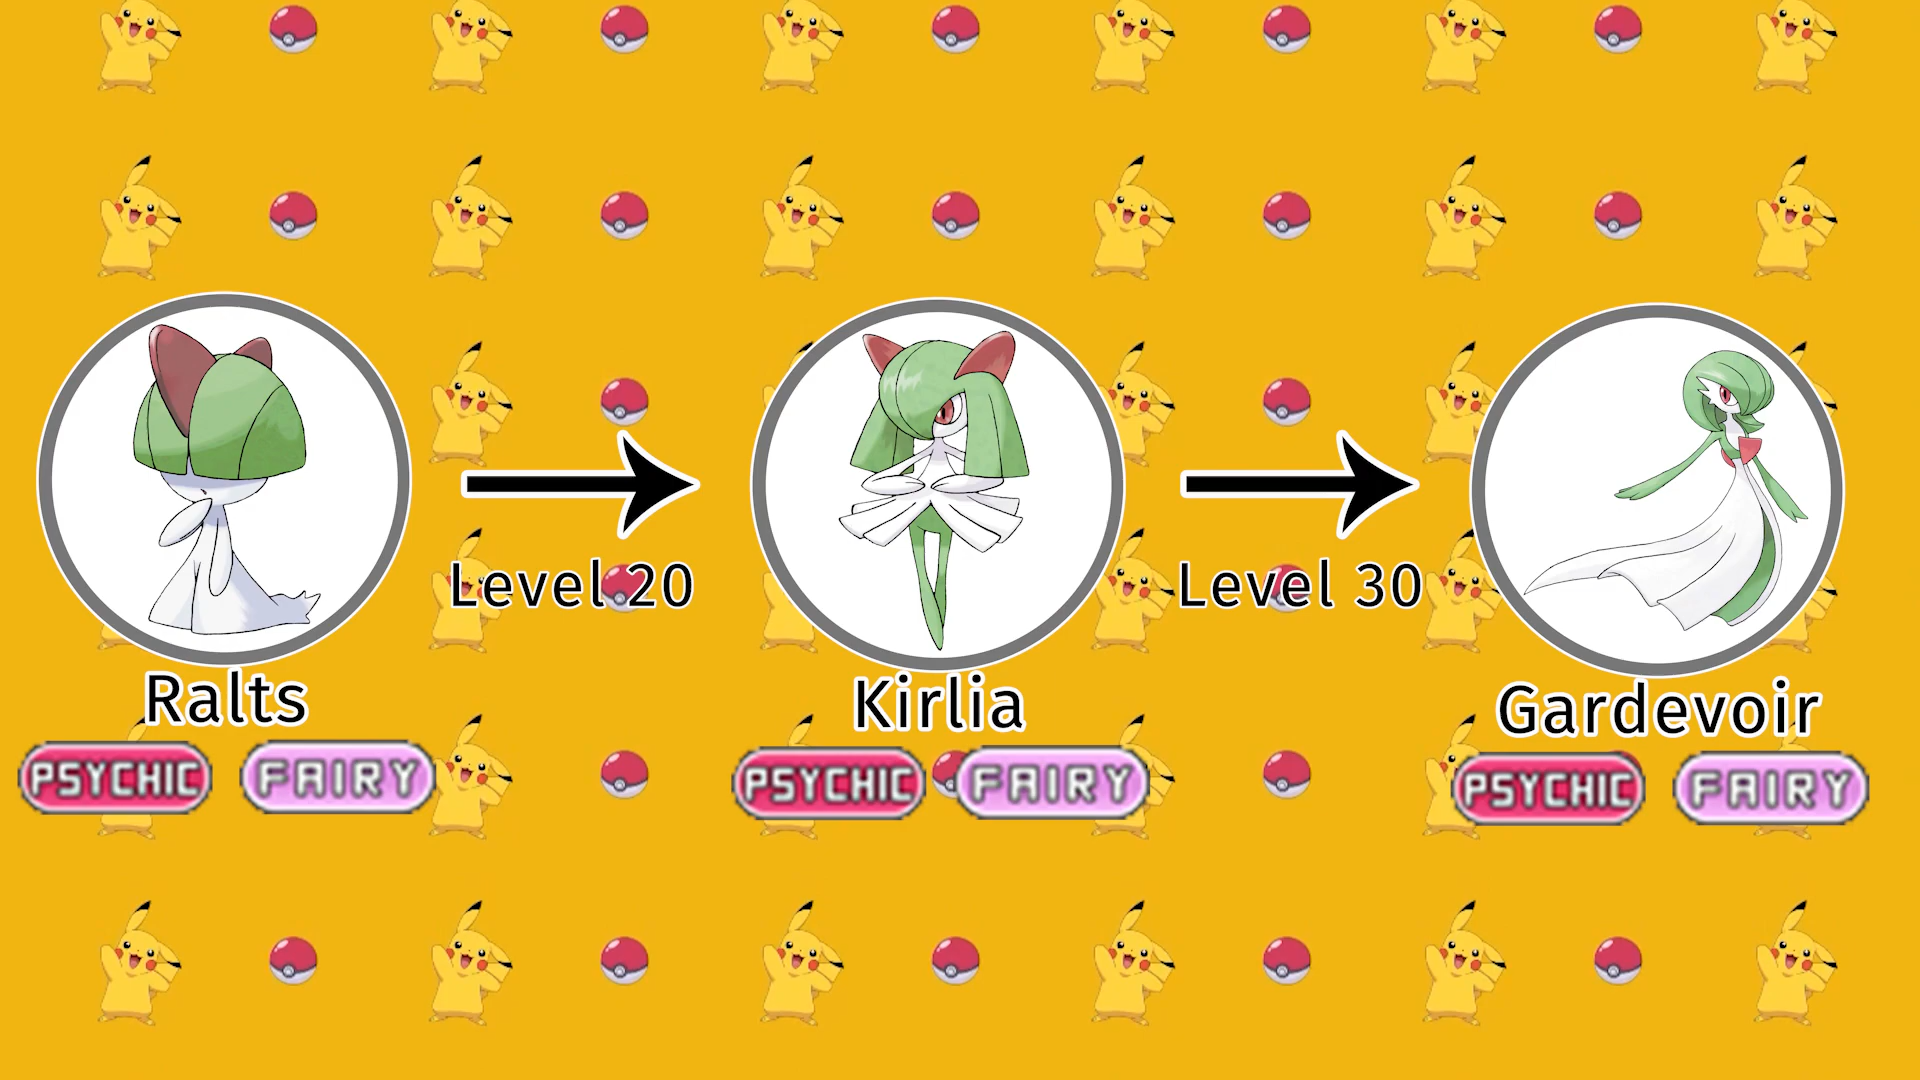 Level 20
Level 30
Ralts
Kirlia
Gardevoir
PSYCHIC FAIRY
PSYCHIC FAIRY
PSYCHIC FAIRY